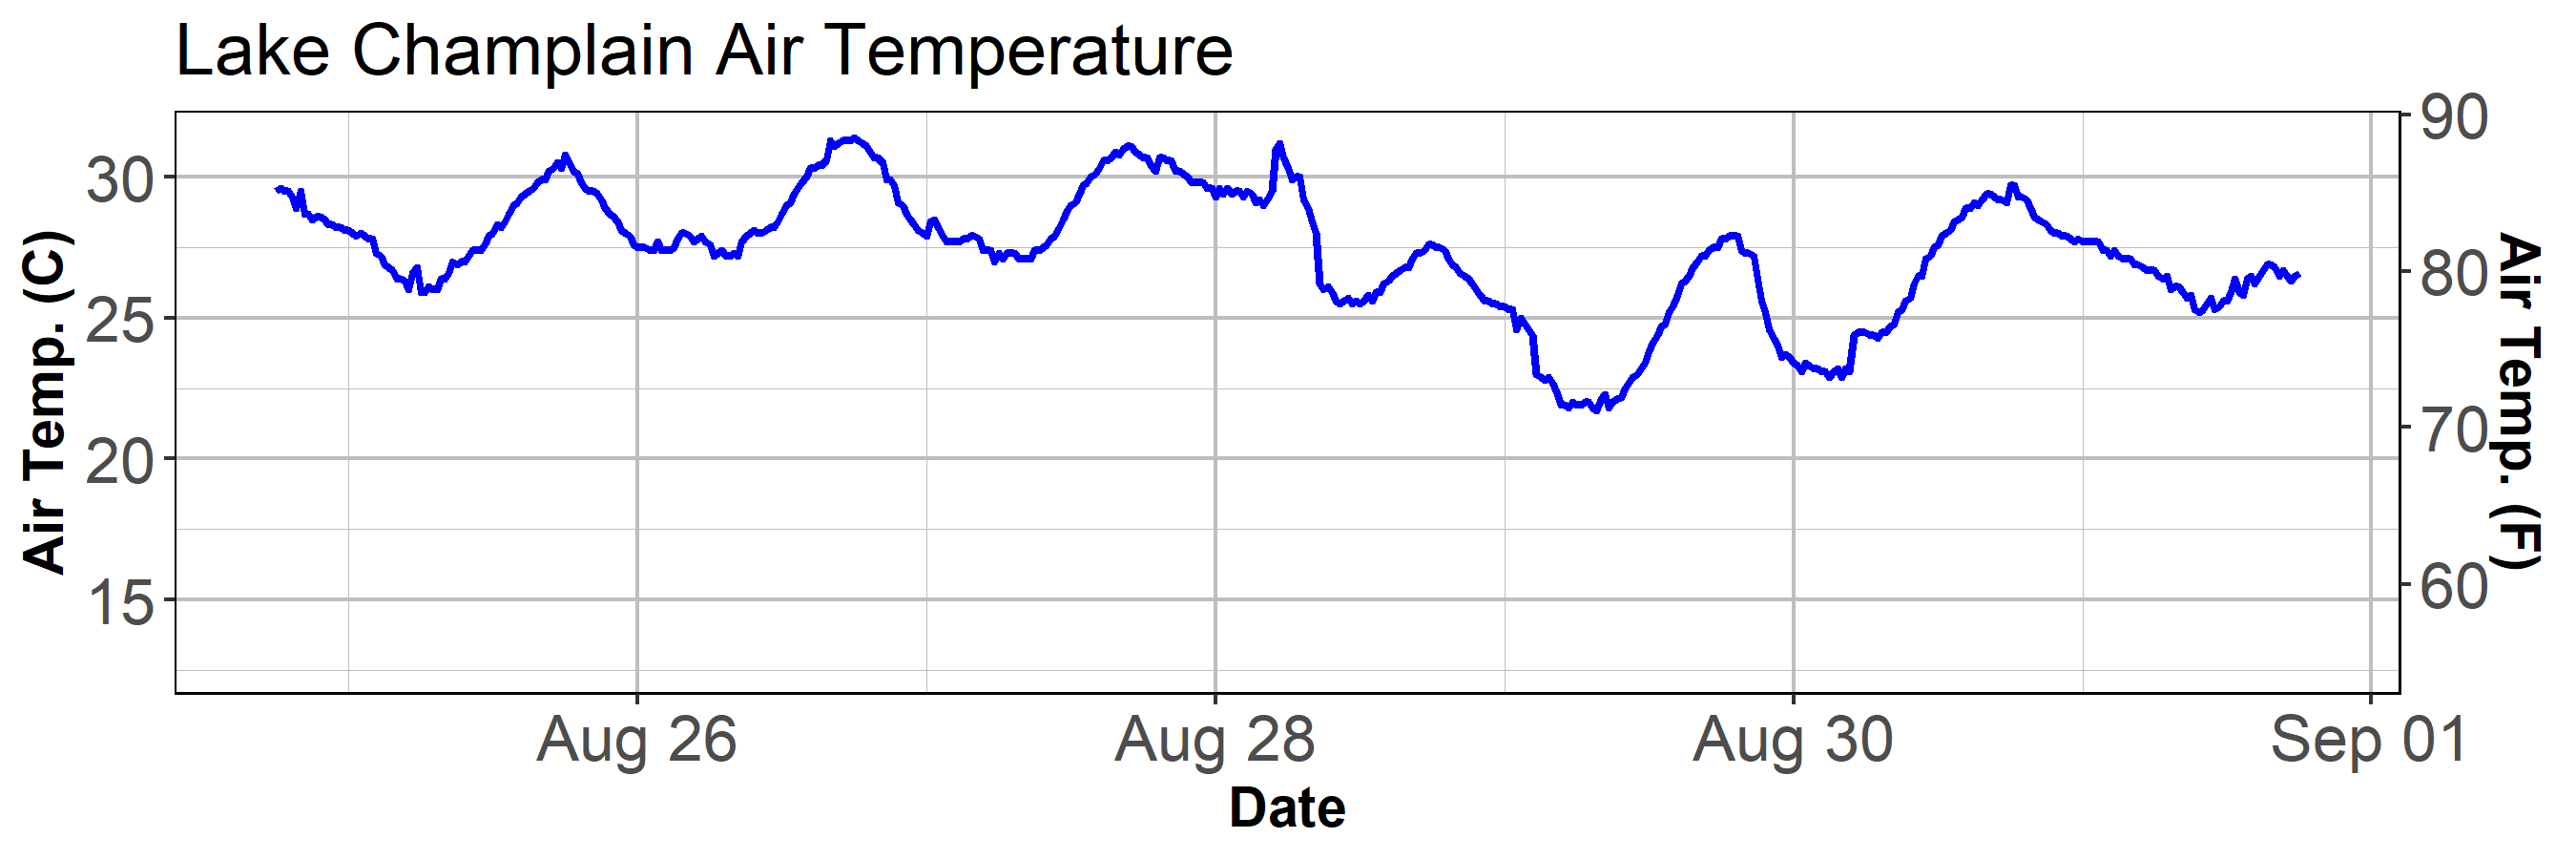 Lake Champlain Air Temperature
Air Temp. (C)
30
25
20
15
90
80
70
60
Air Temp. (F)
Aug 26
Aug 28
Aug 30
Sep 01
Date